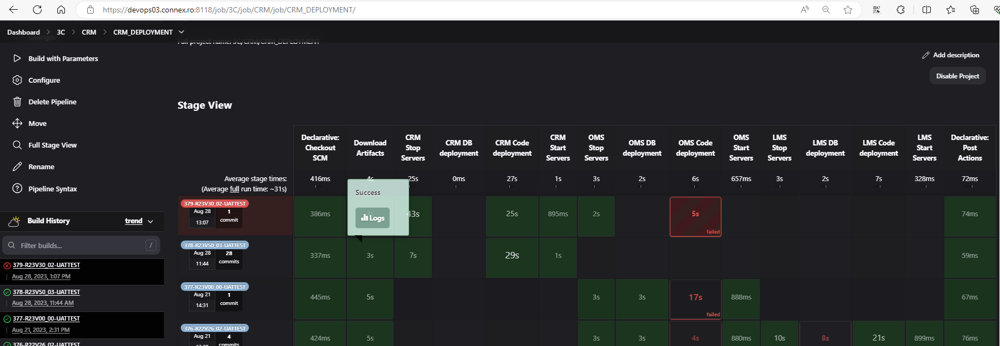 https://devops03.connex.ro:8118/job/3C/job/CRM/job/CRM_DEPLOYMENT/
Dashboard 3C CRM CRM_DEPLOYMENT
Changes
Full project name: 3C/CRM/CRM_DEPLOYMENT
Build with Parameters
Configure
Delete Pipeline
Move
Full Stage View
Rename
Pipeline Syntax
Add description
Disable Project
Stage View
Declarative: Checkout SCM
Download Artifacts
CRM Stop Servers
CRM DB deployment
CRM Code deployment
CRM Start Servers
OMS Stop Servers
OMS DB deployment
OMS Code deployment
OMS Start Servers
LMS Stop Servers
LMS DB deployment
LMS Code deployment
LMS Start Servers
Declarative: Post Actions
Average stage times:
(Average full run time: ~31s)
416ms 4s 25s 0ms 27s 1s 3s 2s 6s 657ms 3s 2s 7s 328ms 72ms
Success
Logs
379-R23V30_02-UATTEST
Aug 28
13:07
1
commit
386ms 43s 25s 895ms 2s 5s 74ms
failed
378-R23V50_03-UATTEST
Aug 28
11:44
28
commits
337ms 3s 7s 29s 1s 59ms
377-R23V00_00-UATTEST
Aug 21
14:31
1
commit
445ms 5s 3s 3s 17s 888ms 67ms
failed
376-R22V26_02-UATTEST
Aug 21
4
commits
424ms 5s 3s 3s 4s 880ms 10s 8s 21s 899ms 76ms
Build History trend
Filter builds... /
379-R23V30_02-UATTEST
Aug 28, 2023, 1:07 PM
378-R23V50_03-UATTEST
Aug 28, 2023, 11:44 AM
377-R23V00_00-UATTEST
Aug 21, 2023, 2:31 PM
376-R22V26_02-UATTEST